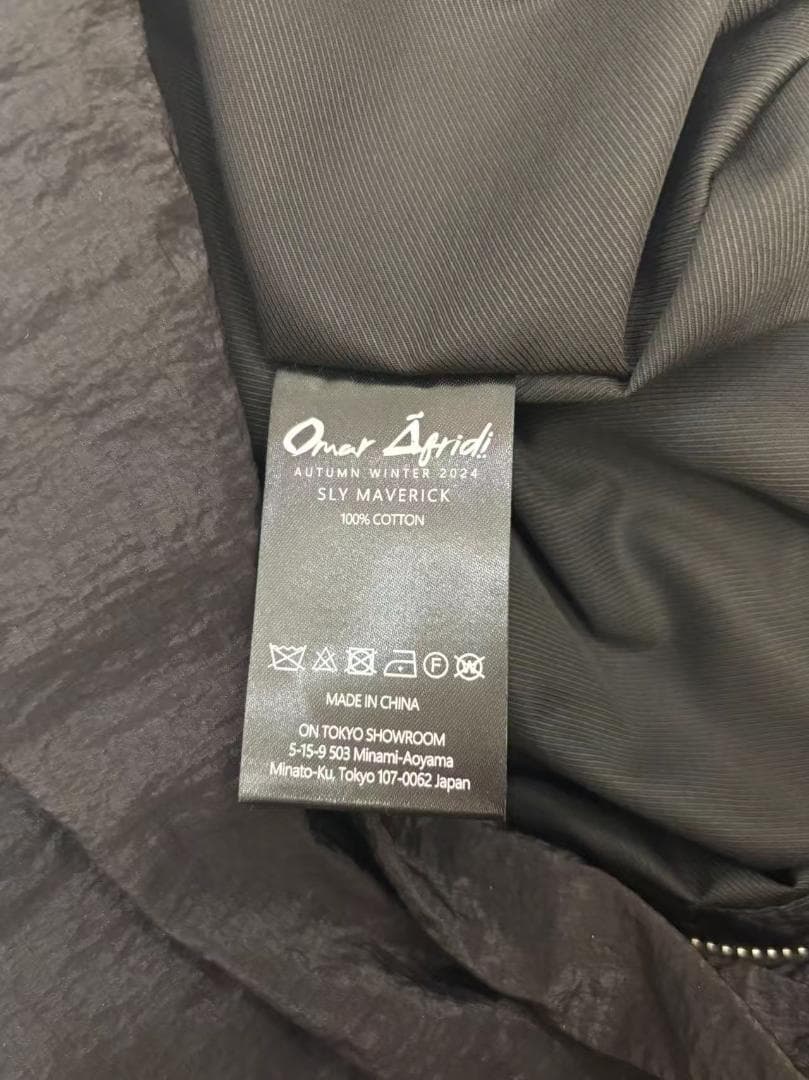 Omar Ãfridi
AUTUMN WINTER 2024
SLY MAVERICK
100% COTTON
F
W
MADE IN CHINA
ON TOKYO SHOWROOM
5-15-9 503 Minami-Aoyama
Minato-Ku, Tokyo 107-0062 Japan